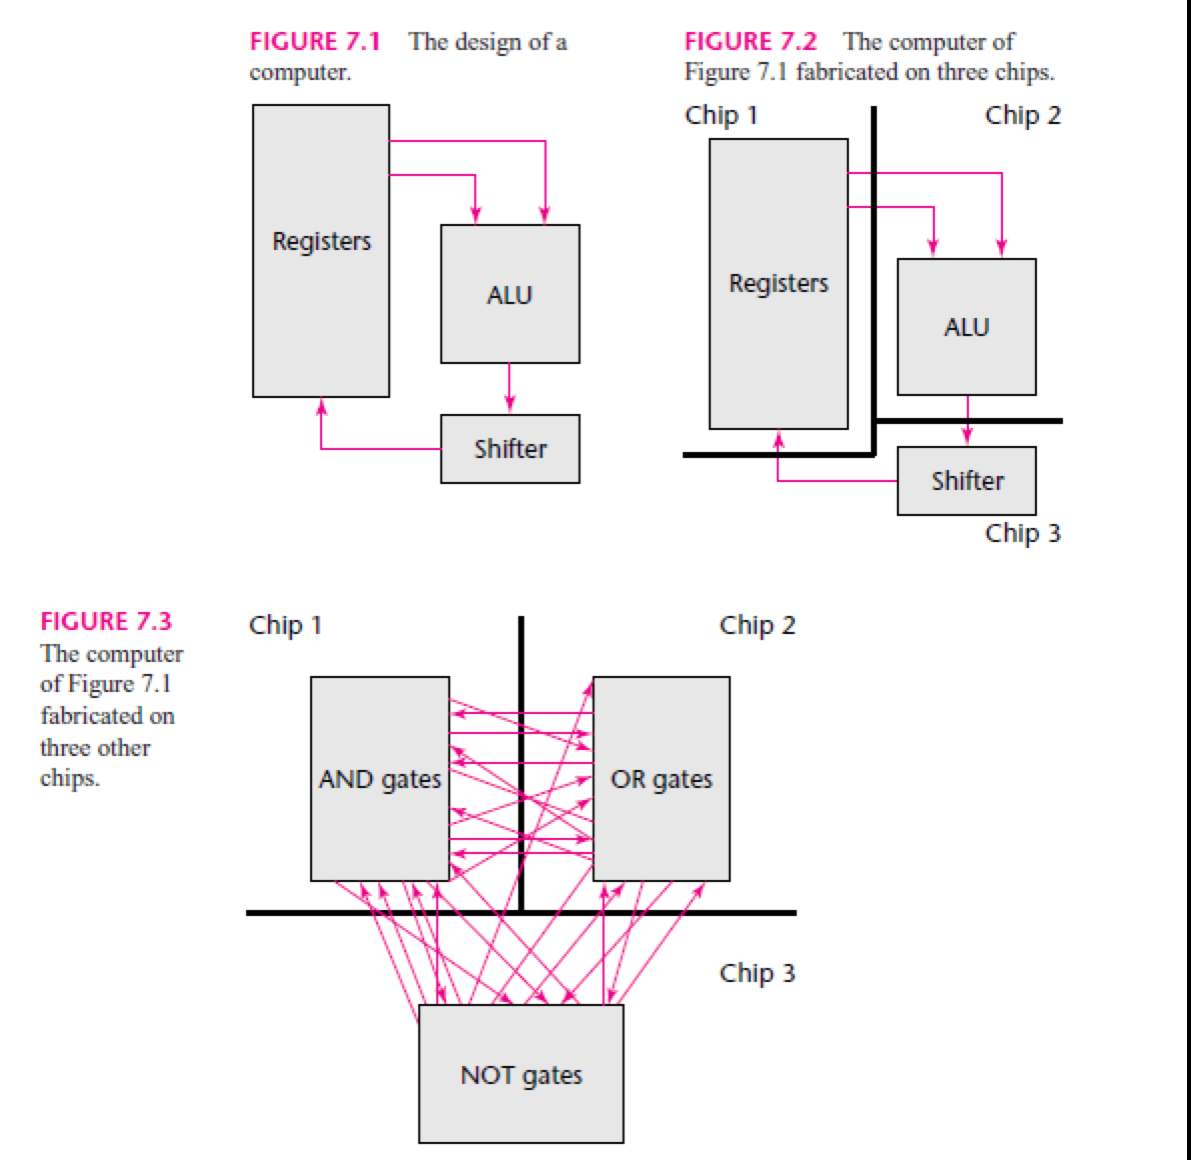 FIGURE 7.1 The design of a
computer.
Registers
ALU
Shifter
FIGURE 7.2 The computer of
Figure 7.1 fabricated on three chips.
Chip 1
Chip 2
Registers
ALU
Shifter
Chip 3
FIGURE 7.3
The computer
of Figure 7.1
fabricated on
three other
chips.
Chip 1
Chip 2
AND gates
OR gates
Chip 3
NOT gates